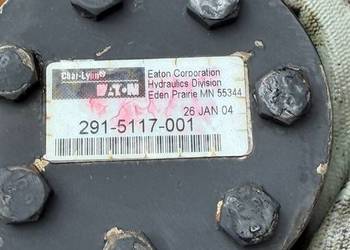 Char-Lynn®
EATON
Eaton Corporation
Hydraulics Division
Eden Prairie MN 55344
26 JAN 04
291-5117-001